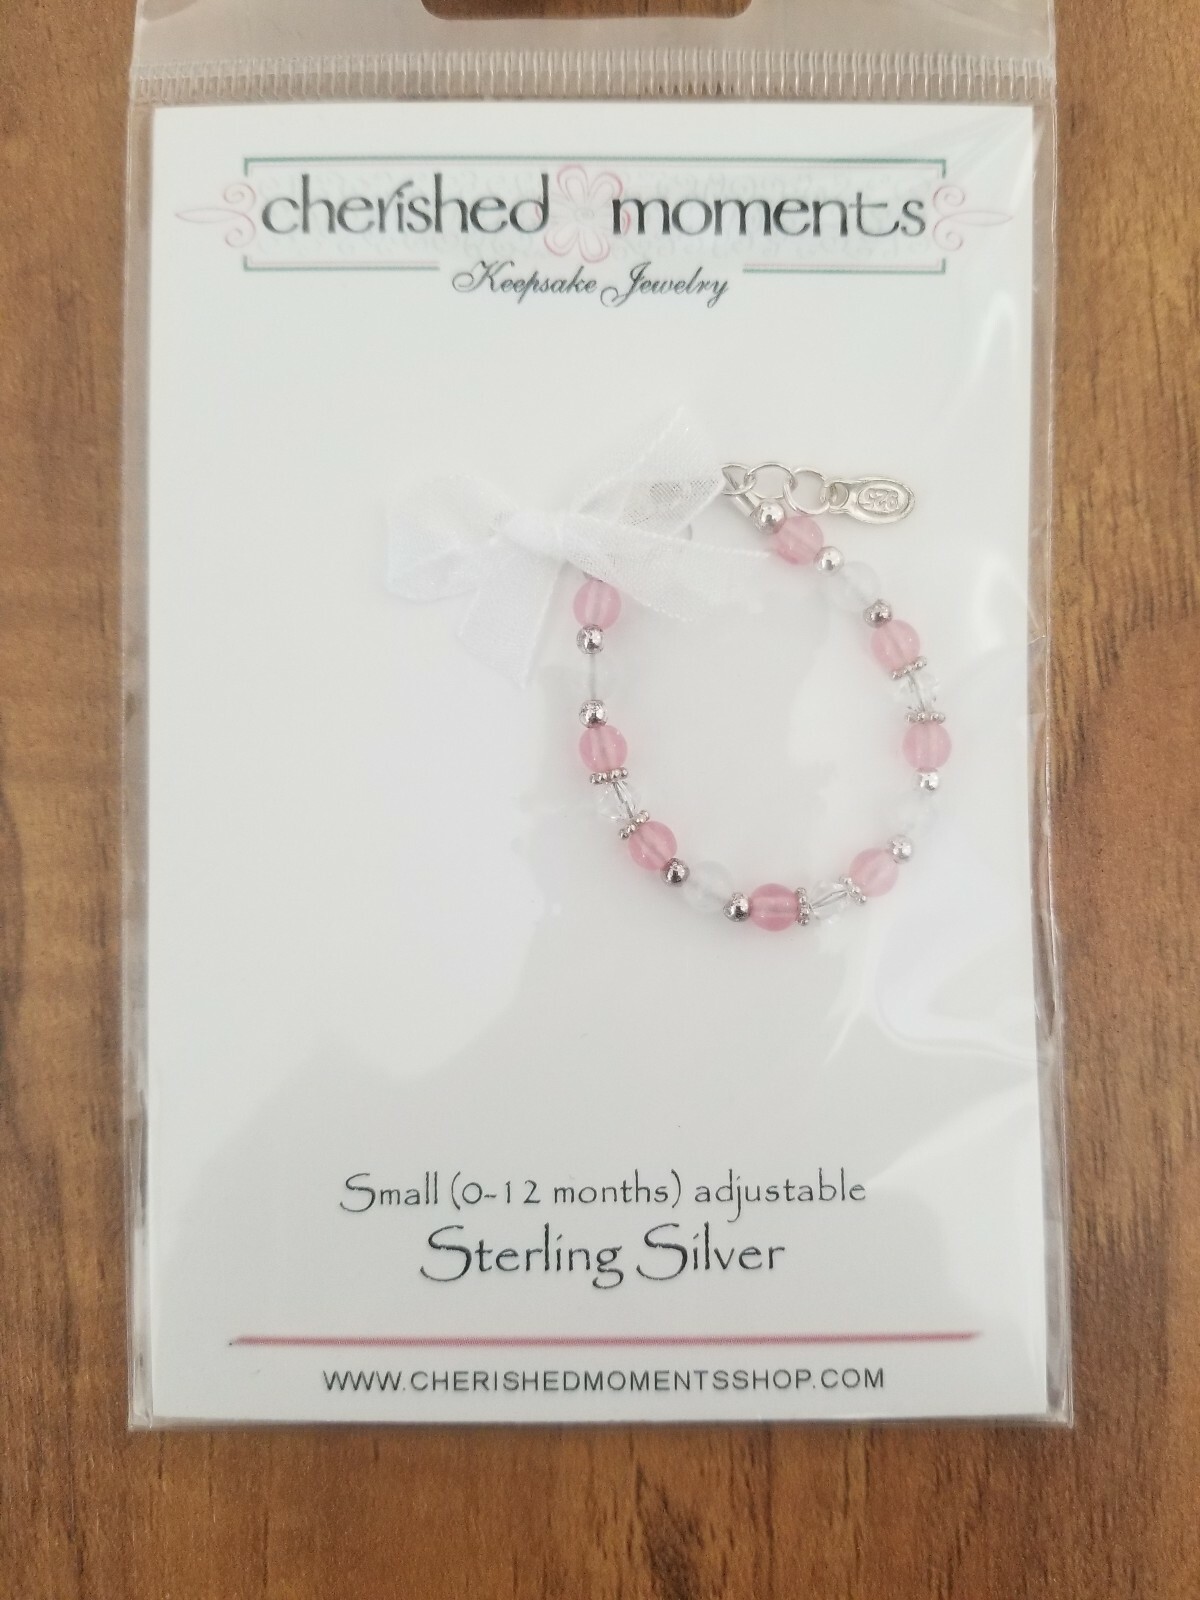 cherished moments
Keepsake Jewelry
Small (0-12 months) adjustable
Sterling Silver
WWW.CHERISHEDMOMENTSSHOP.COM